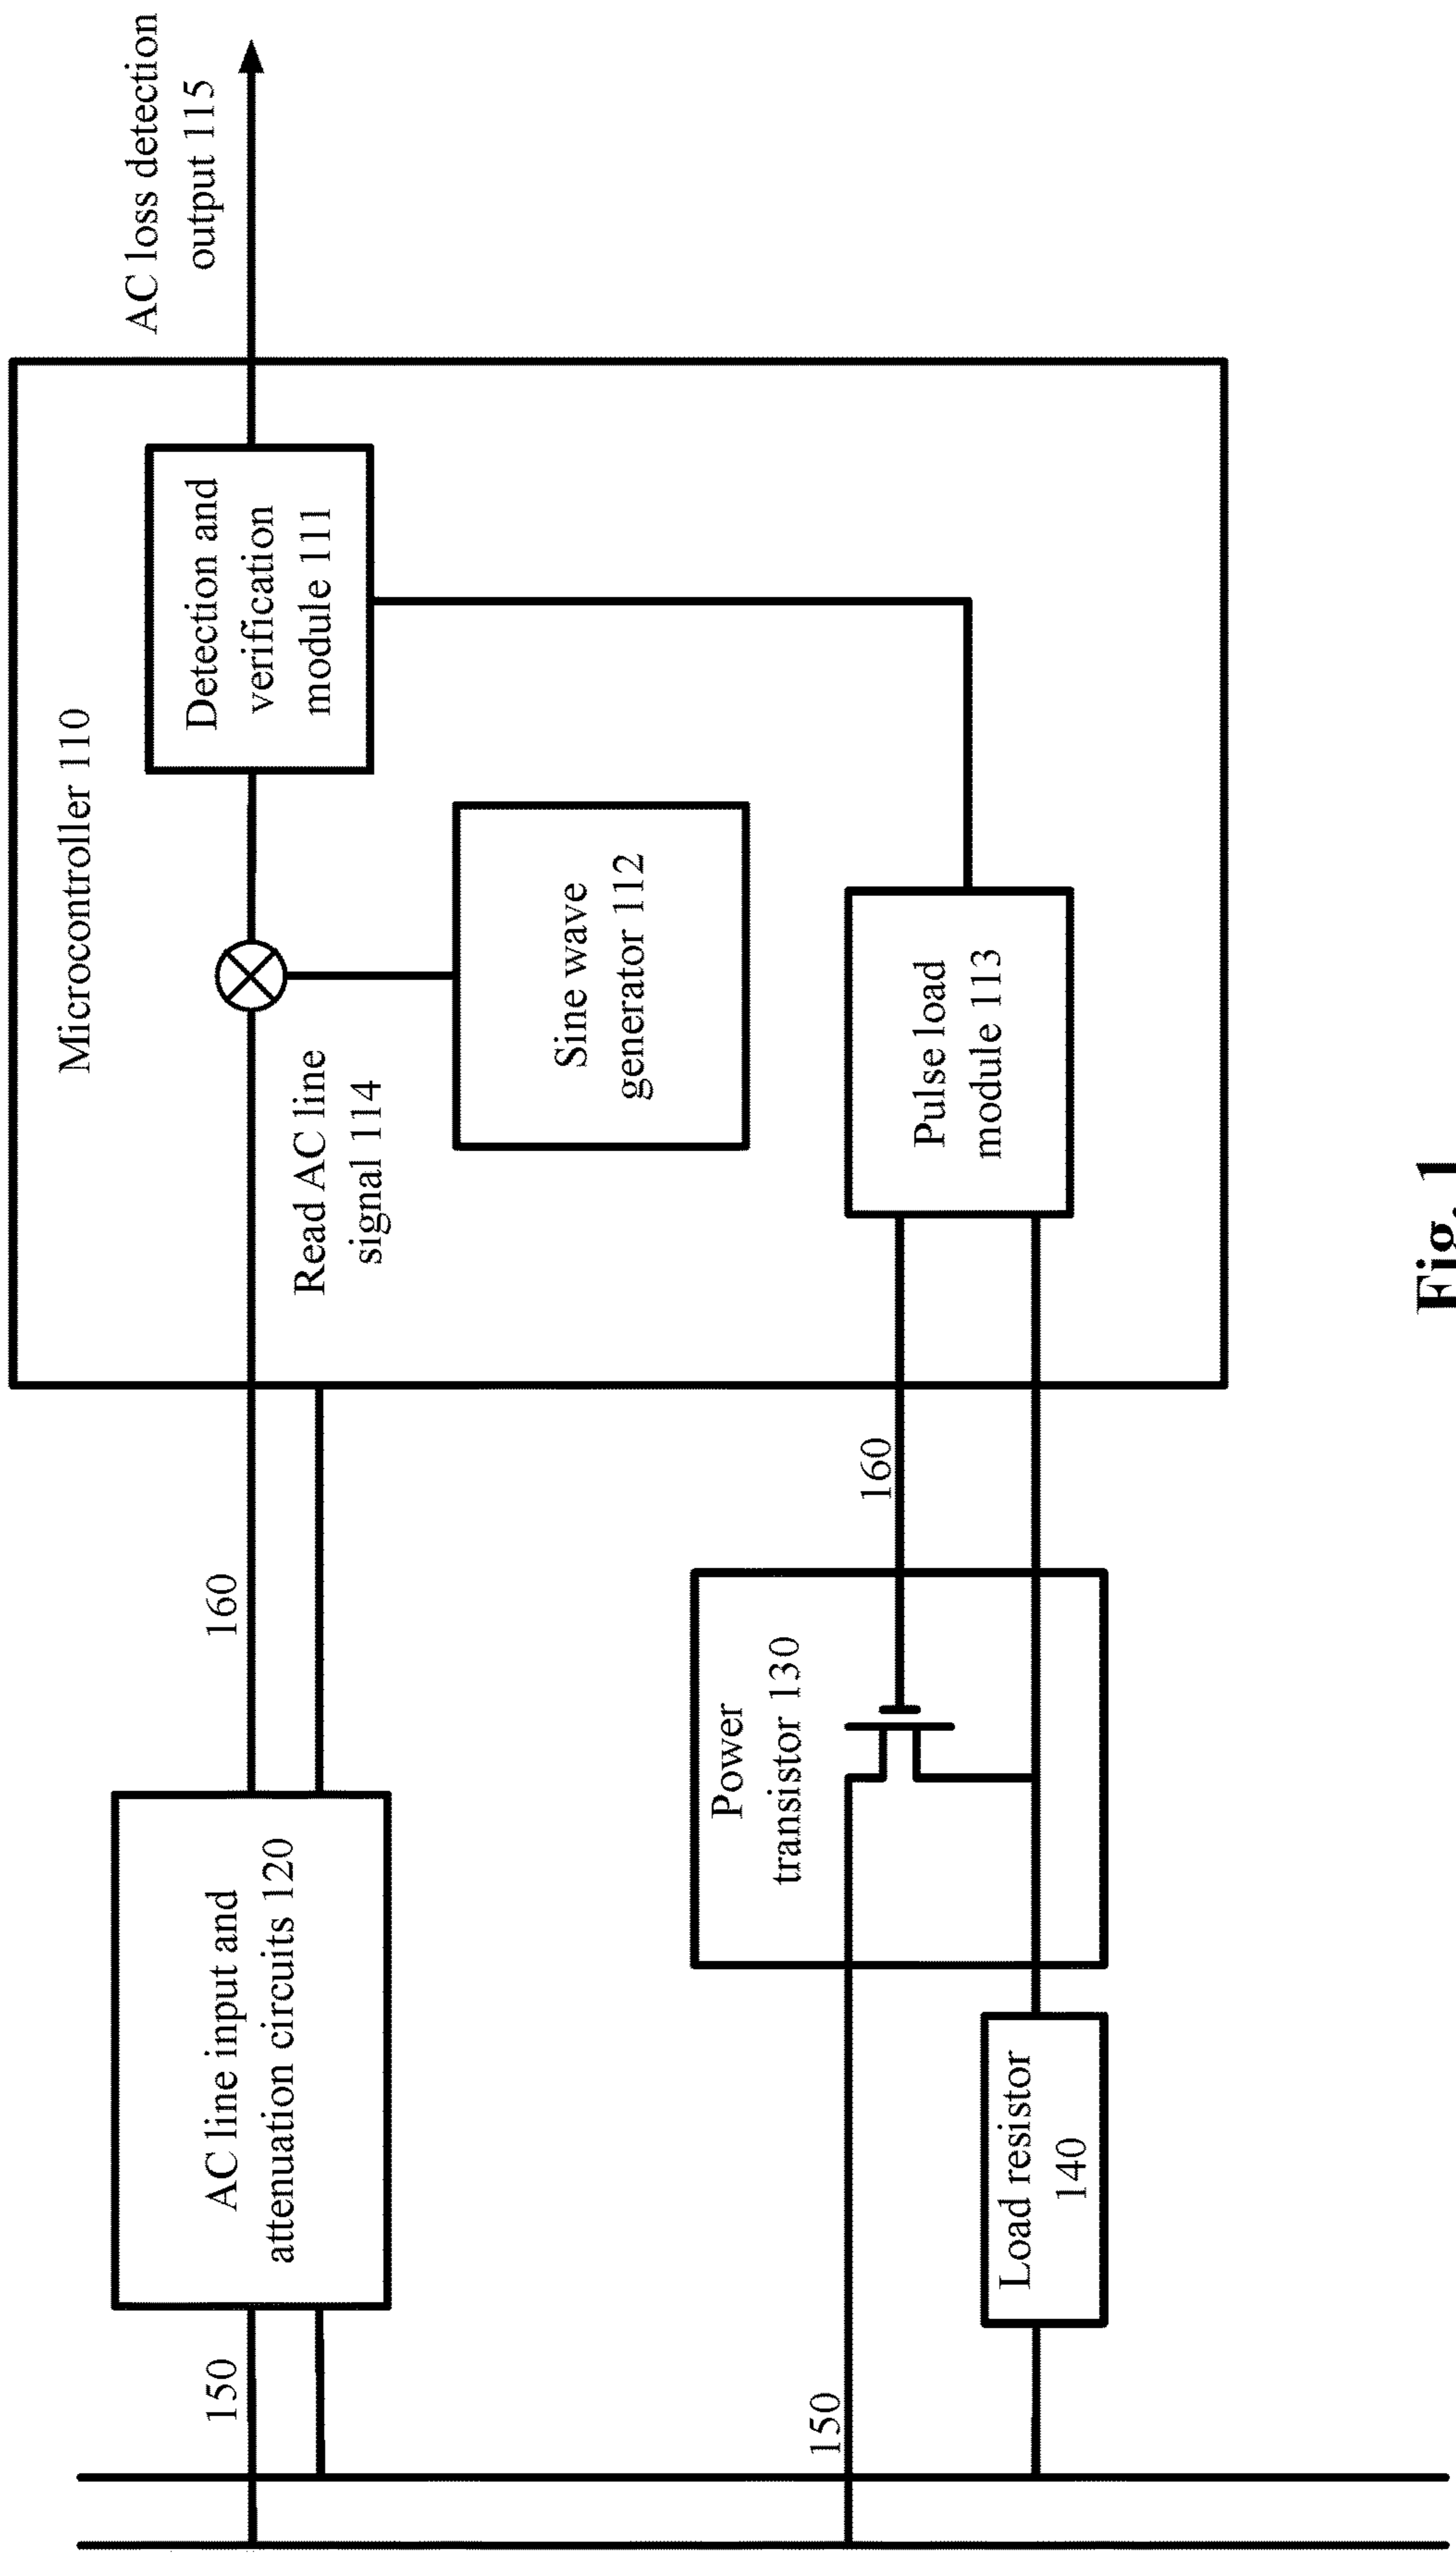 Microcontroller 110
AC loss detection
output 115
Detection and
verification
module 111
Read AC line
signal 114
Sine wave
generator 112
Pulse load
module 113
AC line input and
attenuation circuits 120
150
160
Power
transistor 130
160
150
Load resistor
140
Fig. 1